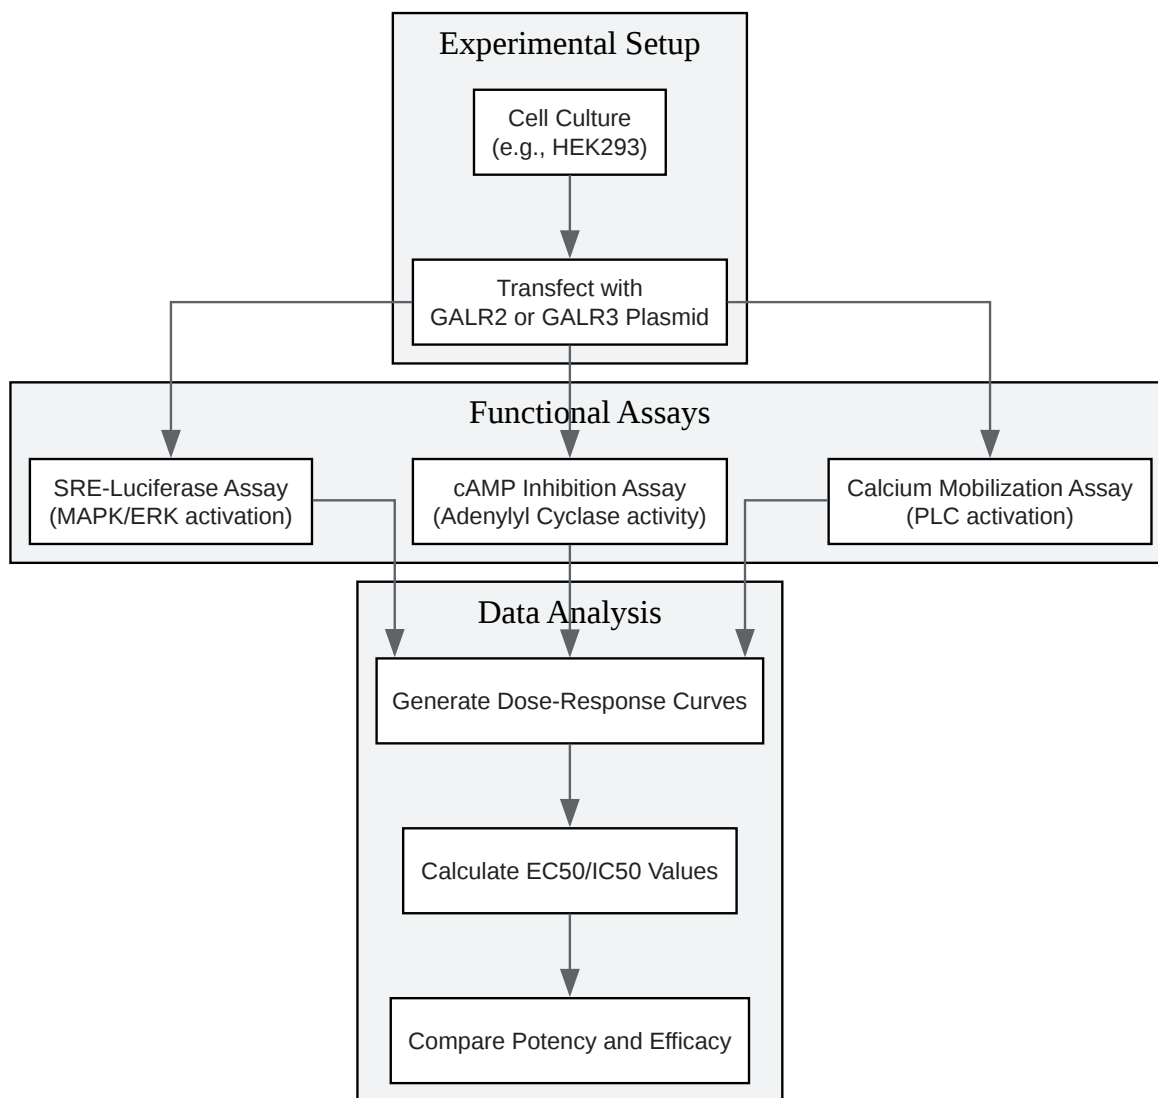 Experimental Setup
Cell Culture
(e.g., HEK293)
Transfect with
GALR2 or GALR3 Plasmid
Functional Assays
SRE-Luciferase Assay
(MAPK/ERK activation)
cAMP Inhibition Assay
(Adenylyl Cyclase activity)
Calcium Mobilization Assay
(PLC activation)
Data Analysis
Generate Dose-Response Curves
Calculate EC50/IC50 Values
Compare Potency and Efficacy